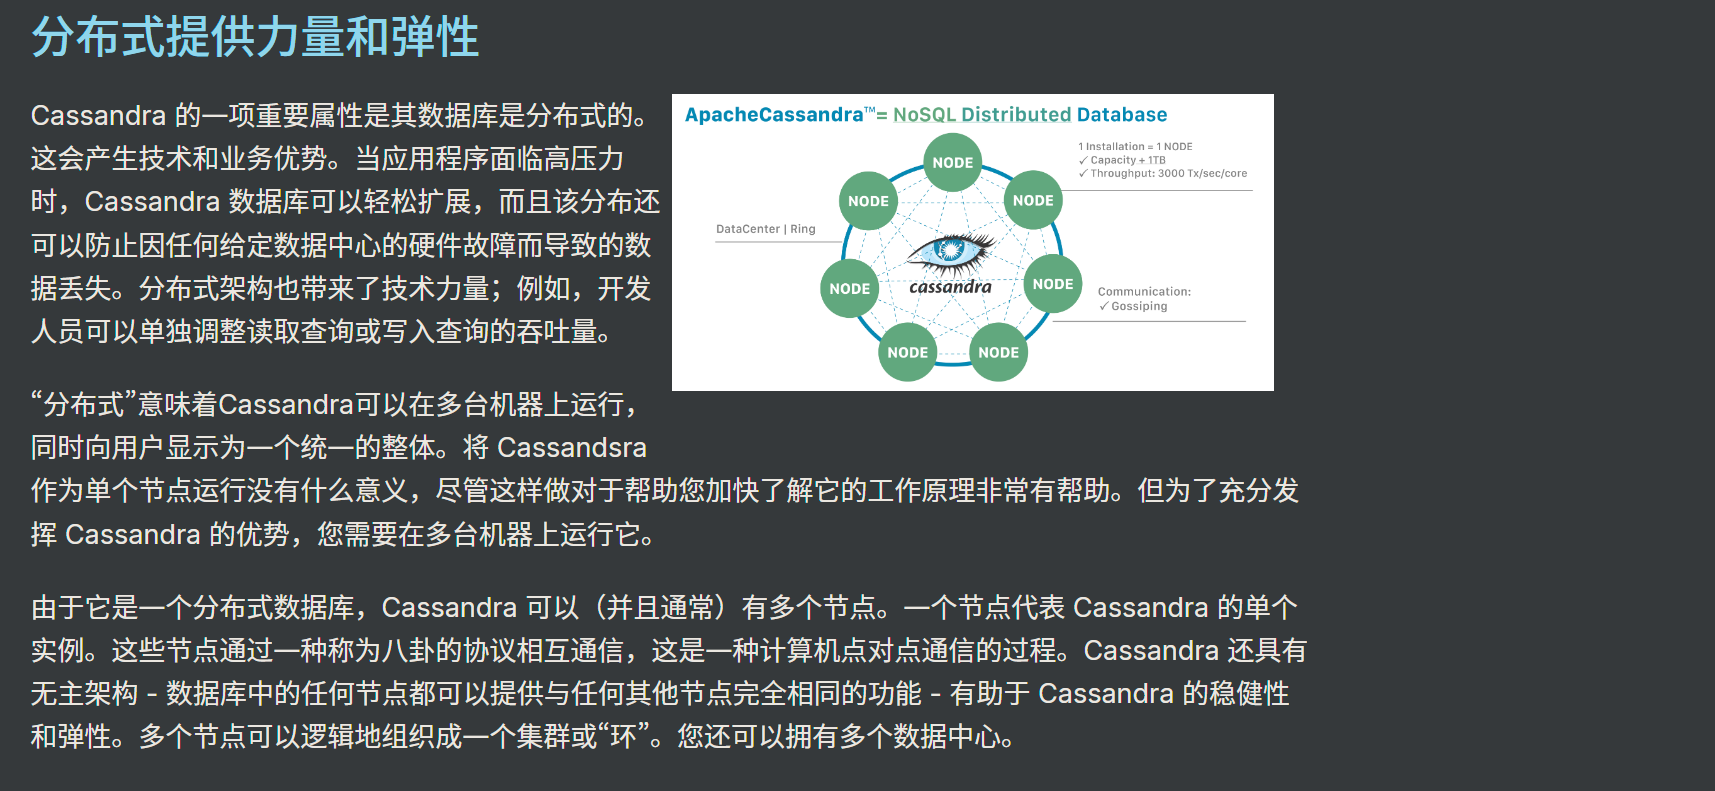 分布式提供力量和弹性
Cassandra 的一项重要属性是其数据库是分布式的。
这会产生技术和业务优势。当应用程序面临高压力
时，Cassandra 数据库可以轻松扩展，而且该分布还
可以防止因任何给定数据中心的硬件故障而导致的数
据丢失。分布式架构也带来了技术力量；例如，开发
人员可以单独调整读取查询或写入查询的吞吐量。
ApacheCassandra™= NoSQL Distributed Database
1 Installation = 1 NODE
✓ Capacity + 1TB
✓ Throughput: 3000 Tx/sec/core
DataCenter | Ring
Communication:
✓ Gossiping
NODE
NODE
NODE
NODE
NODE
NODE
NODE
cassandra
“分布式”意味着Cassandra可以在多台机器上运行，
同时向用户显示为一个统一的整体。将 Cassandsra
作为单个节点运行没有什么意义，尽管这样做对于帮助您加快了解它的工作原理非常有帮助。但为了充分发
挥 Cassandra 的优势，您需要在多台机器上运行它。
由于它是一个分布式数据库，Cassandra 可以（并且通常）有多个节点。一个节点代表 Cassandra 的单个
实例。这些节点通过一种称为八卦的协议相互通信，这是一种计算机点对点通信的过程。Cassandra 还具有
无主架构 - 数据库中的任何节点都可以提供与任何其他节点完全相同的功能 - 有助于 Cassandra 的稳健性
和弹性。多个节点可以逻辑地组织成一个集群或“环”。您还可以拥有多个数据中心。